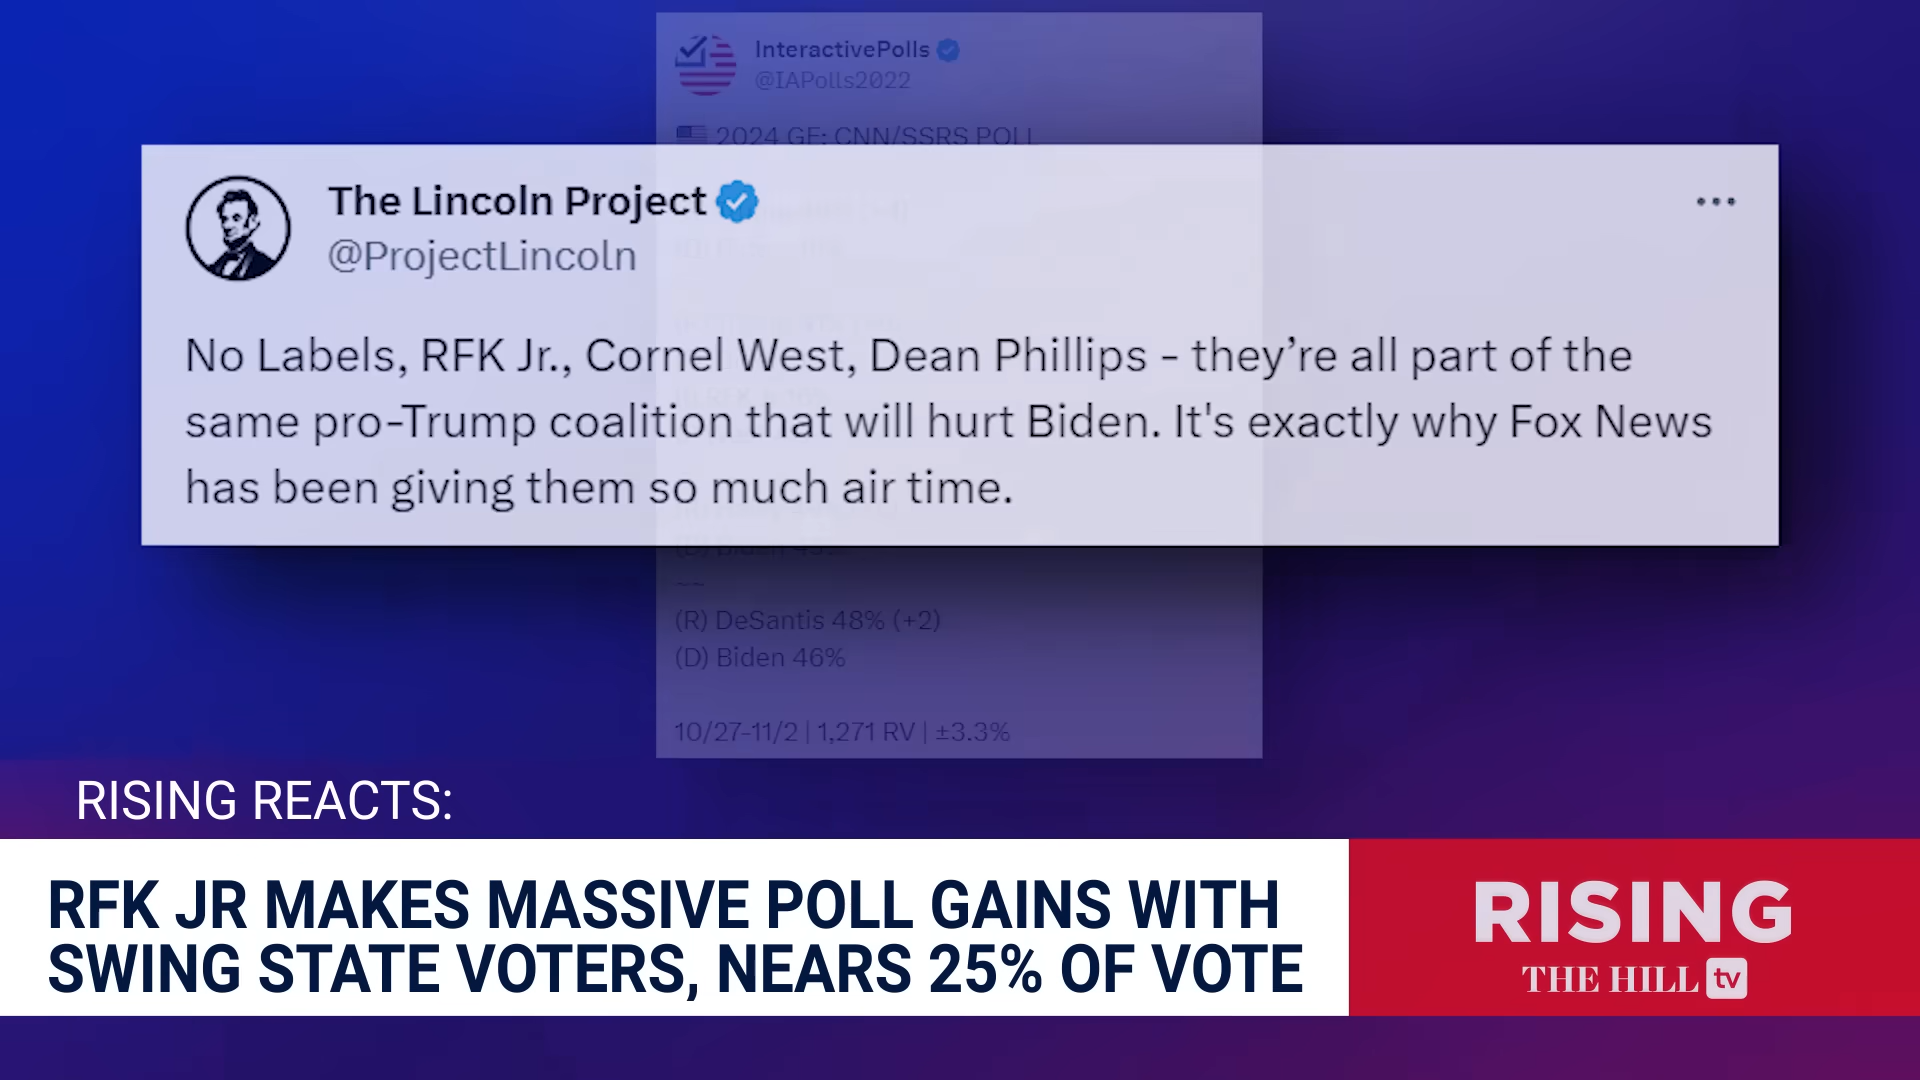 InteractivePolls
@IAPolls2022
2024 GE: CNN/SSRS POLL
The Lincoln Project
@ProjectLincoln
No Labels, RFK Jr., Cornel West, Dean Phillips - they’re all part of the
same pro-Trump coalition that will hurt Biden. It's exactly why Fox News
has been giving them so much air time.
(D) Biden
(R) DeSantis 48% (+2)
(D) Biden 46%
10/27-11/2 | 1,271 RV | ±3.3%
RISING REACTS:
RFK JR MAKES MASSIVE POLL GAINS WITH
SWING STATE VOTERS, NEARS 25% OF VOTE
RISING
THE HILL tv